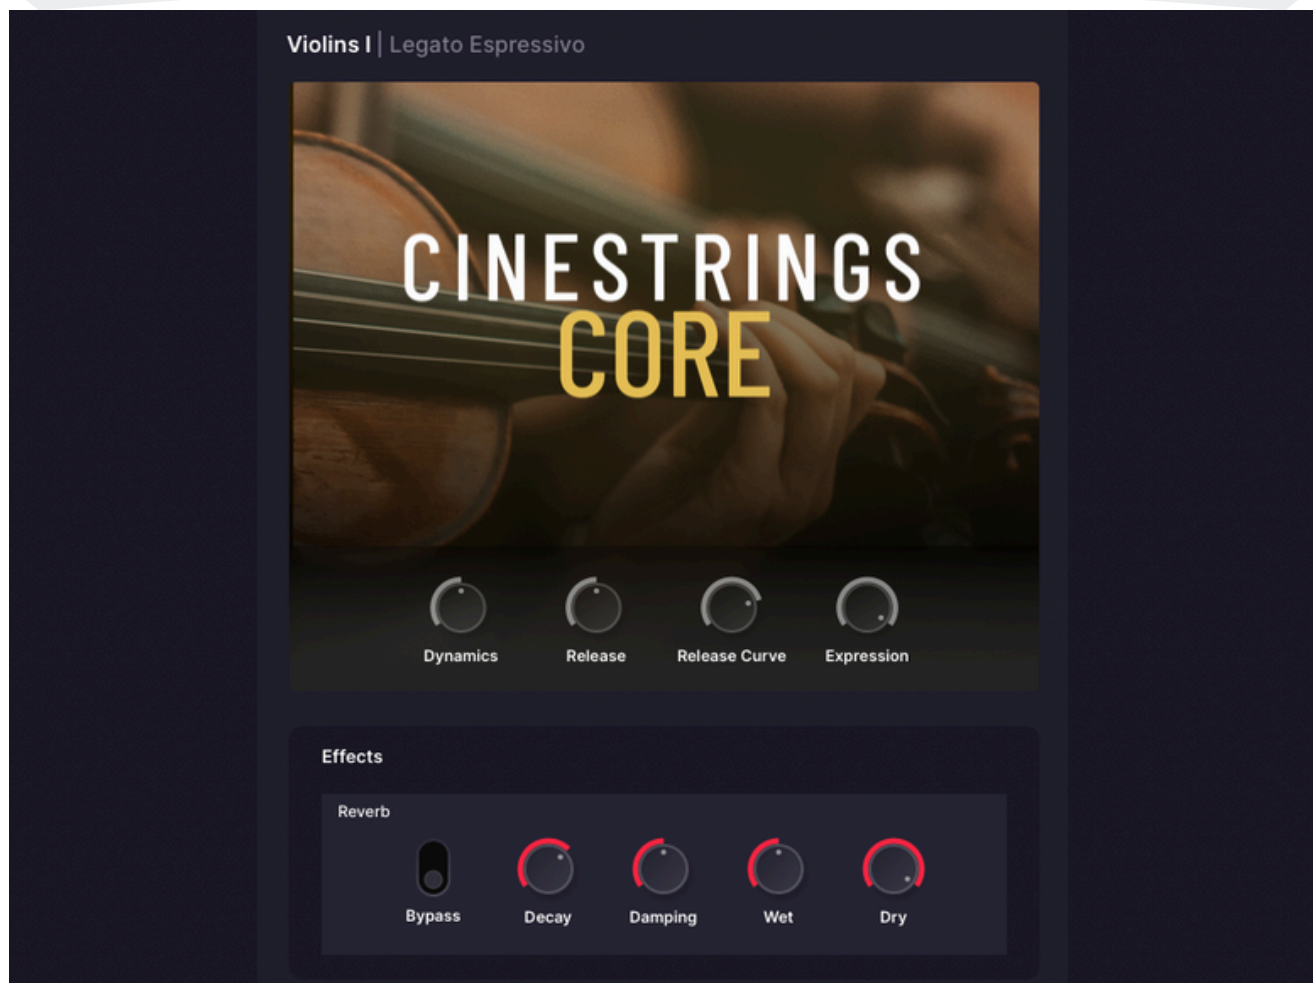 Violins I | Legato Espressivo
CINESTRINGS
CORE
Dynamics Release Release Curve Expression
Effects
Reverb
Bypass Decay Damping Wet Dry